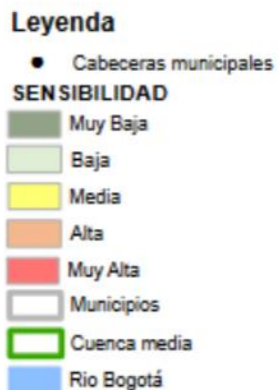 Leyenda
Cabeceras municipales
SENSIBILIDAD
Muy Baja
Baja
Media
Alta
Muy Alta
Municipios
Cuenca media
Rio Bogotá